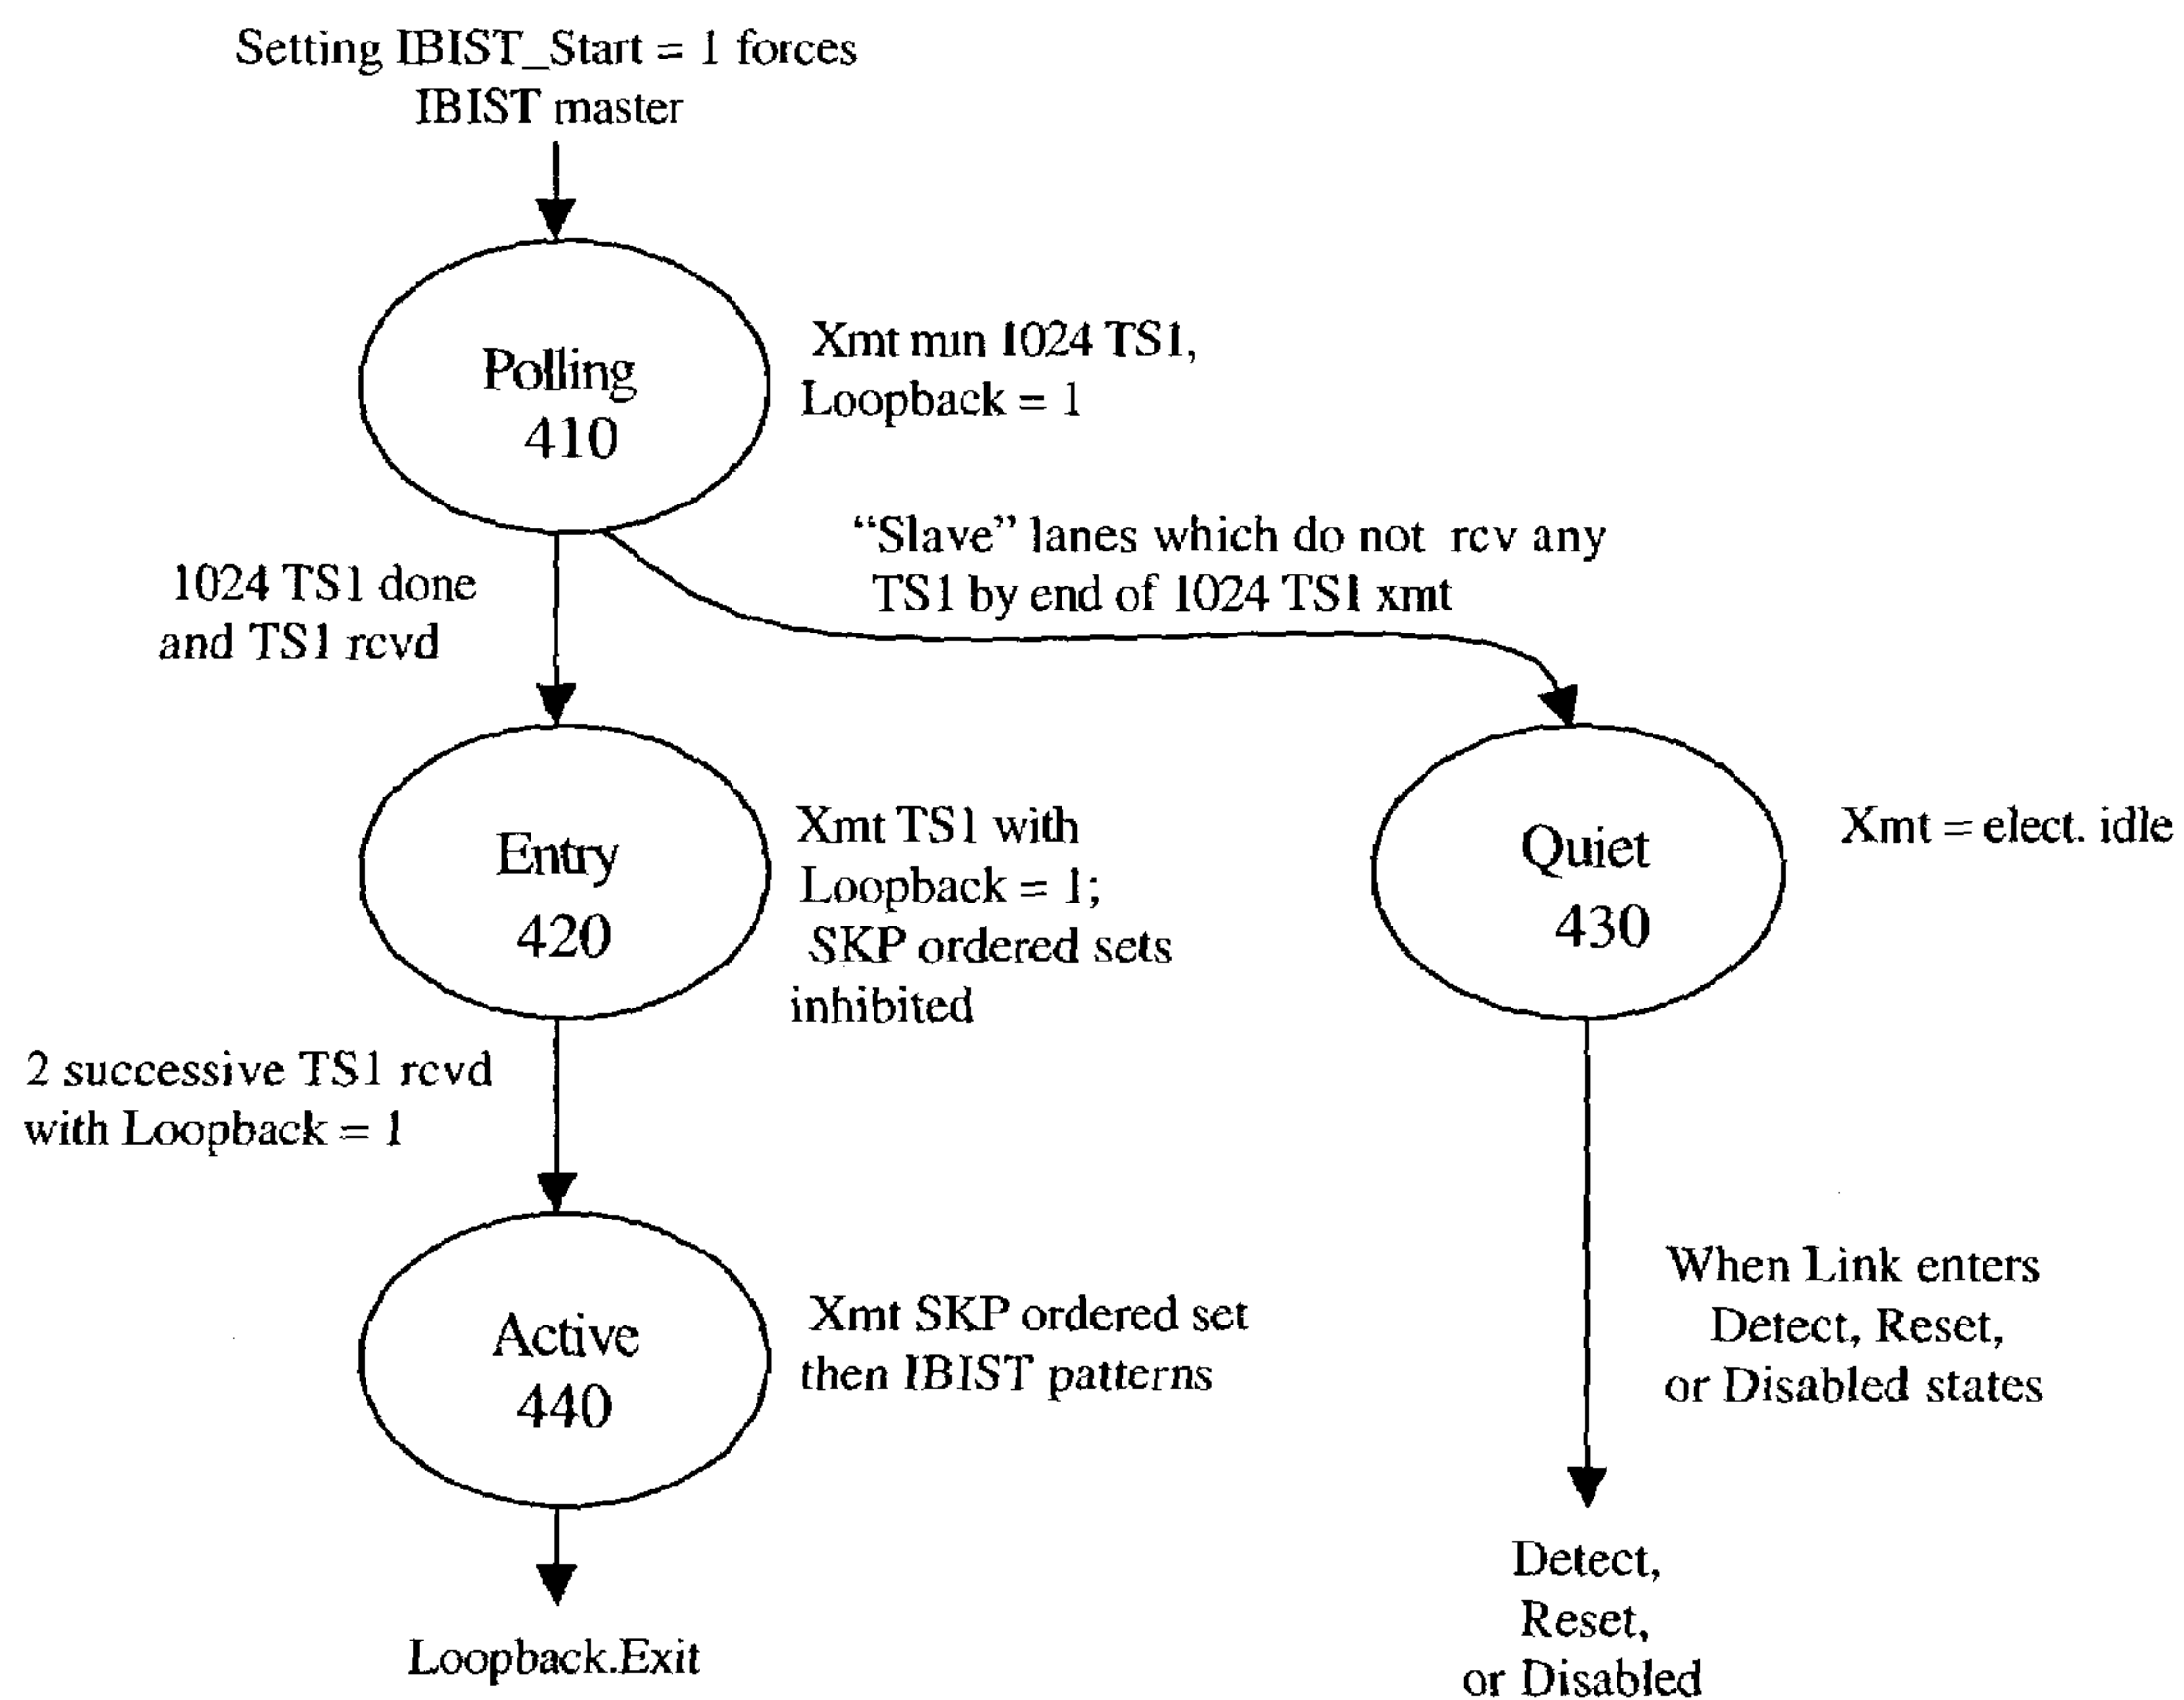 Setting IBIST_Start = 1 forces
IBIST master
Polling
410
Xmt min 1024 TS1,
Loopback = 1
"Slave" lanes which do not rcv any
TS1 by end of 1024 TS1 xmt
1024 TS1 done
and TS1 rcvd
Entry
420
Xmt TS1 with
Loopback = 1;
SKP ordered sets
inhibited
Quiet
430
Xmt = elect. idle
2 successive TS1 rcvd
with Loopback = 1
Active
440
Xmt SKP ordered set
then IBIST patterns
When Link enters
Detect, Reset,
or Disabled states
Loopback.Exit
Detect,
Reset,
or Disabled